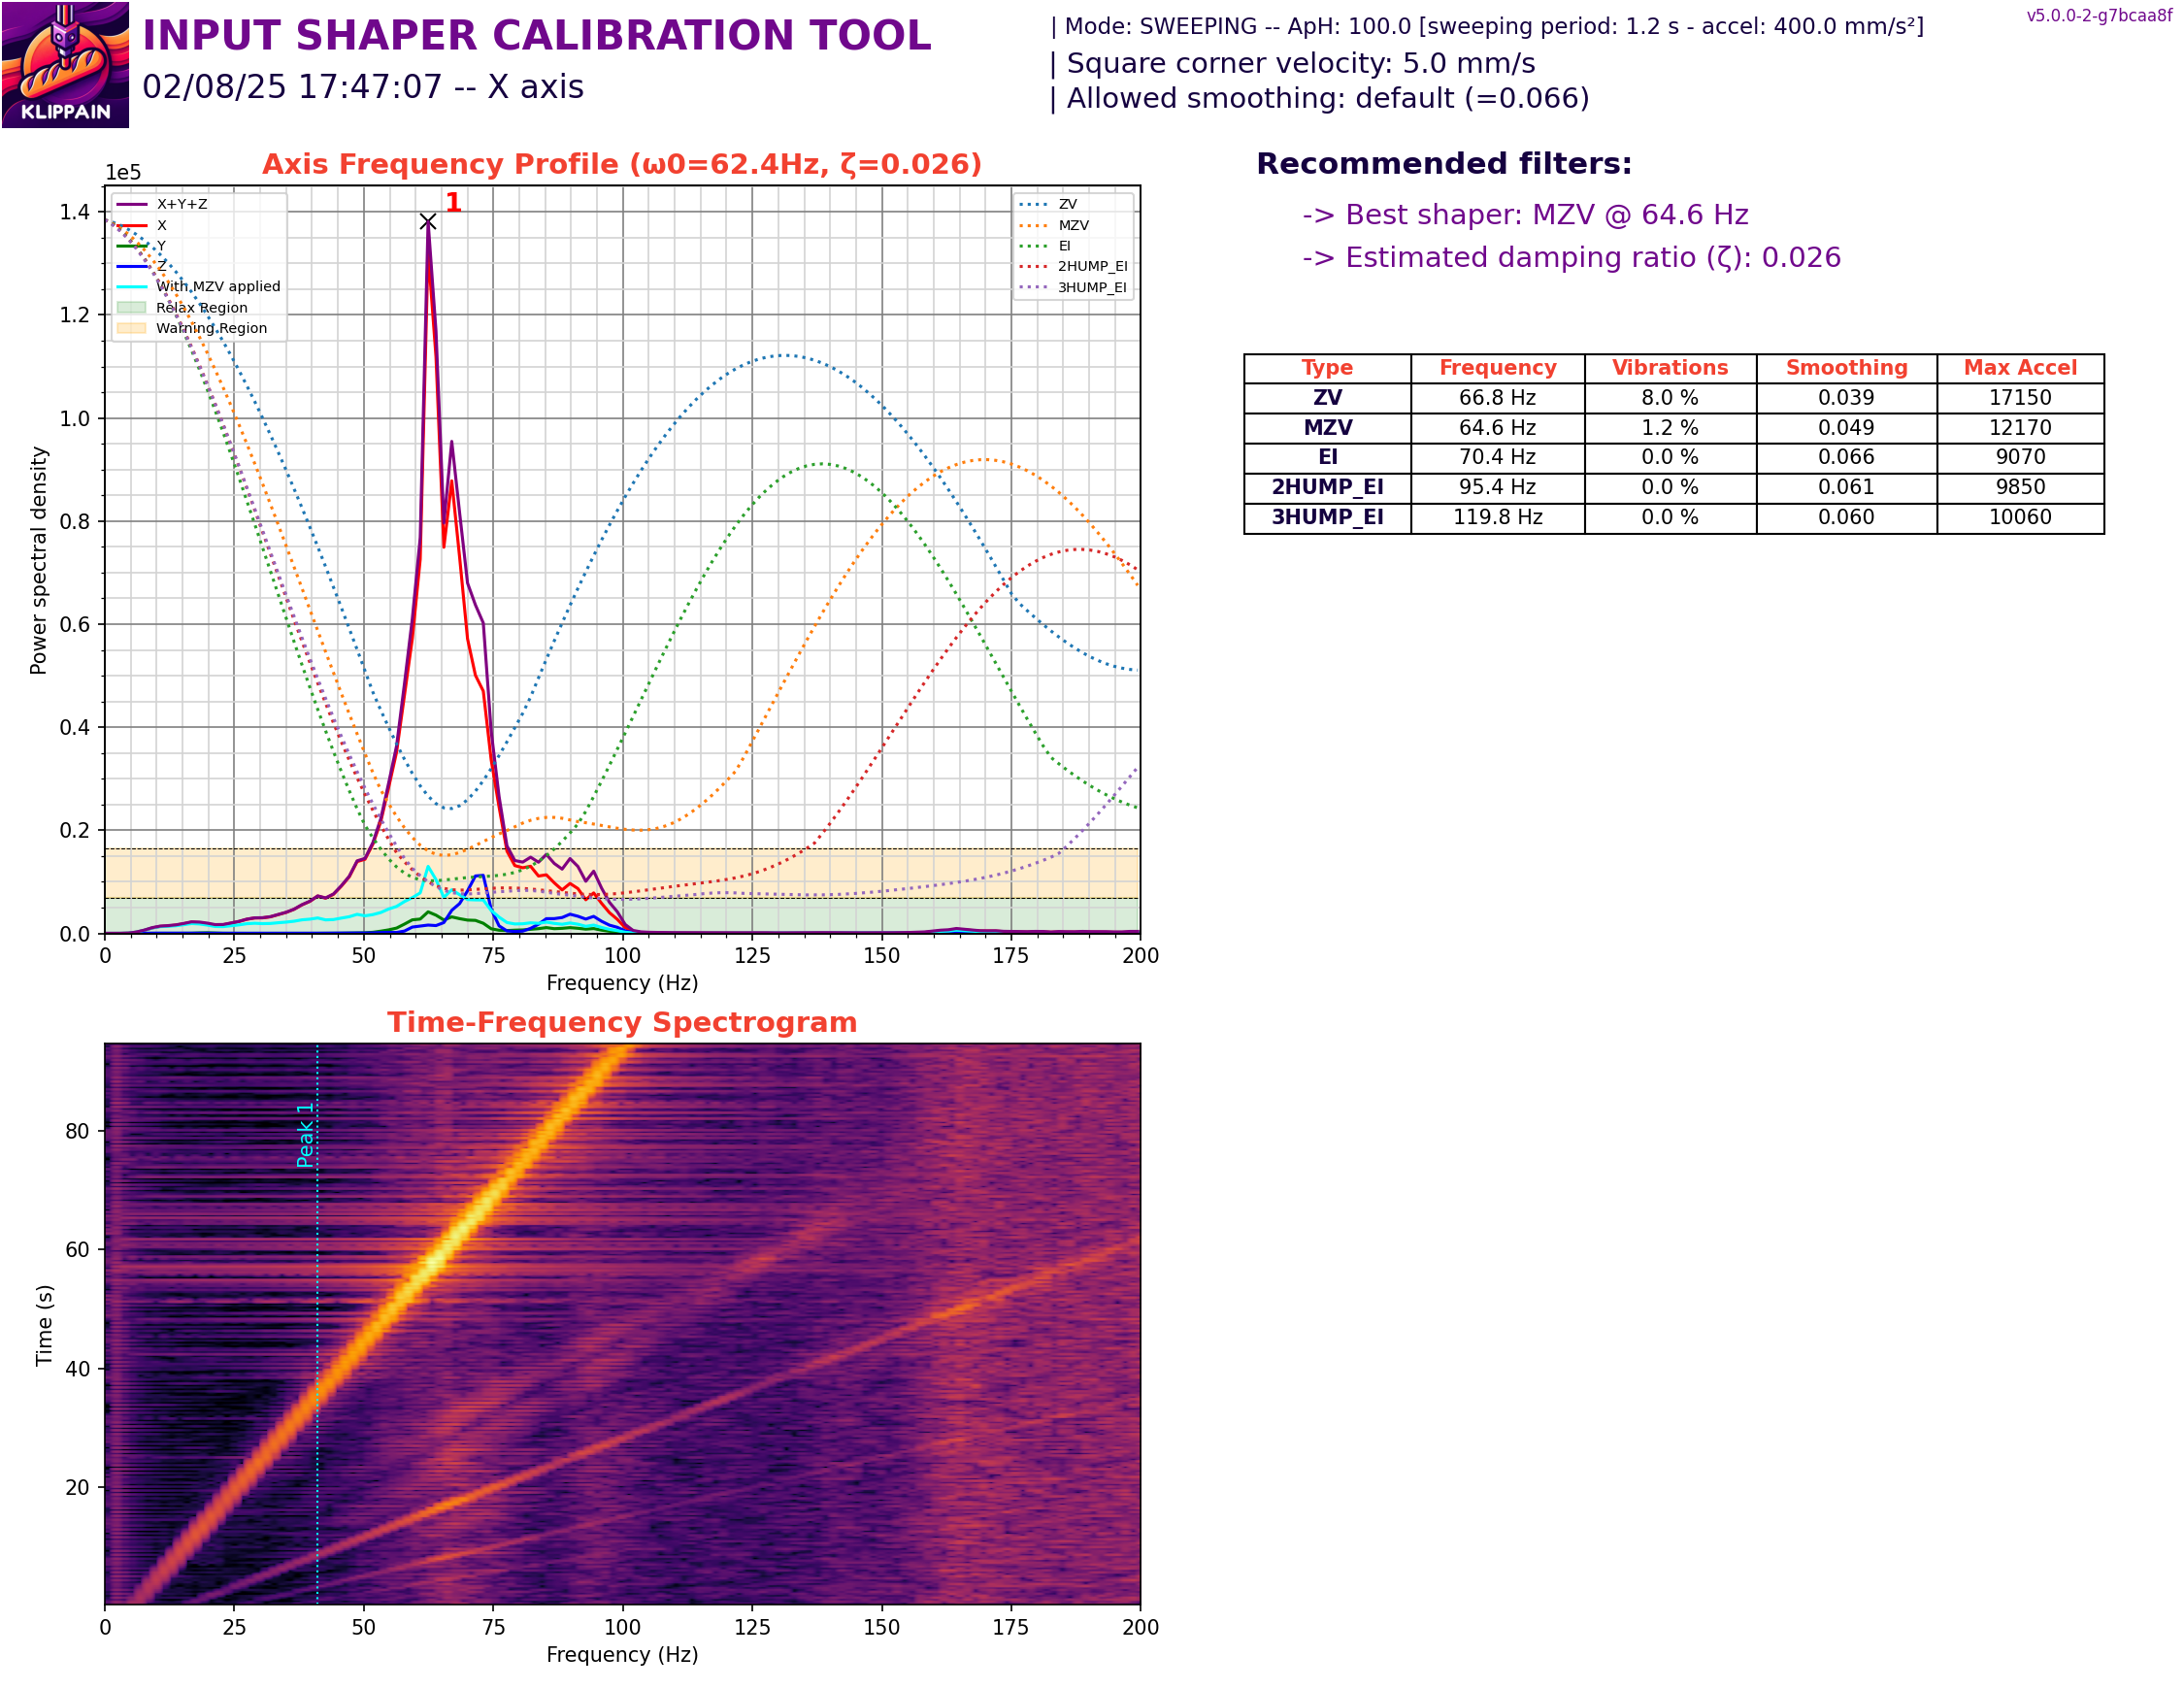 INPUT SHAPER CALIBRATION TOOL
02/08/25 17:47:07 -- X axis
KLIPPAIN
| Mode: SWEEPING -- ApH: 100.0 [sweeping period: 1.2 s - accel: 400.0 mm/s²]
| Square corner velocity: 5.0 mm/s
| Allowed smoothing: default (=0.066)
v5.0.0-2-g7bcaa8f
Axis Frequency Profile (ω0=62.4Hz, ζ=0.026)
1e5
1
X+Y+Z
X
Y
Z
With MZV applied
Relax Region
Warning Region
ZV
MZV
EI
2HUMP_EI
3HUMP_EI
Power spectral density
1.4
1.2
1.0
0.8
0.6
0.4
0.2
0.0
0 25 50 75 100 125 150 175 200
Frequency (Hz)
Recommended filters:
-> Best shaper: MZV @ 64.6 Hz
-> Estimated damping ratio (ζ): 0.026
Type Frequency Vibrations Smoothing Max Accel
ZV 66.8 Hz 8.0 % 0.039 17150
MZV 64.6 Hz 1.2 % 0.049 12170
EI 70.4 Hz 0.0 % 0.066 9070
2HUMP_EI 95.4 Hz 0.0 % 0.061 9850
3HUMP_EI 119.8 Hz 0.0 % 0.060 10060
Time-Frequency Spectrogram
Peak 1
Time (s)
80
60
40
20
0 25 50 75 100 125 150 175 200
Frequency (Hz)